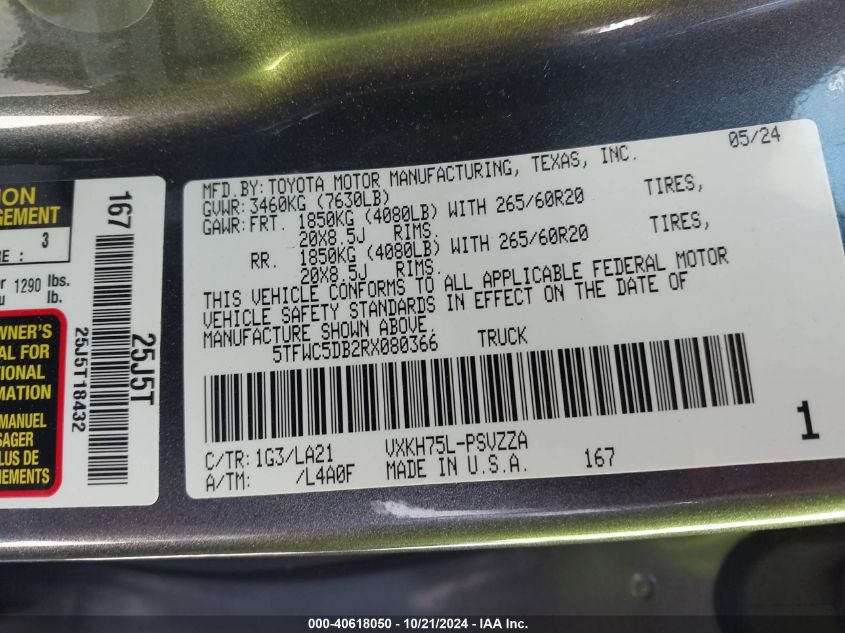 ION
GEMENT
RE : 3
or 1290 lbs.
u lb.
WNER'S
AL FOR
TIONAL
MATION
MANUEL
SAGER
LUS DE
NEMENTS
167
25J5T
25J5T18432
05/24
MFD.BY: TOYOTA MOTOR MANUFACTURING, TEXAS, INC.
GVWR: 3460KG (7630LB)
GAWR: FRT. 1850KG (4080LB) WITH 265/60R20 TIRES,
20X8.5J RIMS.
RR. 1850KG (4080LB) WITH 265/60R20 TIRES,
20X8.5J RIMS.
THIS VEHICLE CONFORMS TO ALL APPLICABLE FEDERAL MOTOR
VEHICLE SAFETY STANDARDS IN EFFECT ON THE DATE OF
MANUFACTURE SHOWN ABOVE.
5TFWC5DB2RX080366 TRUCK
C/TR: 1G3/LA21 VXKH75L-PSVZZA
A/TM: /L4A0F MADE IN U.S.A. 167
1
000-40618050 - 10/21/2024 - IAA Inc.